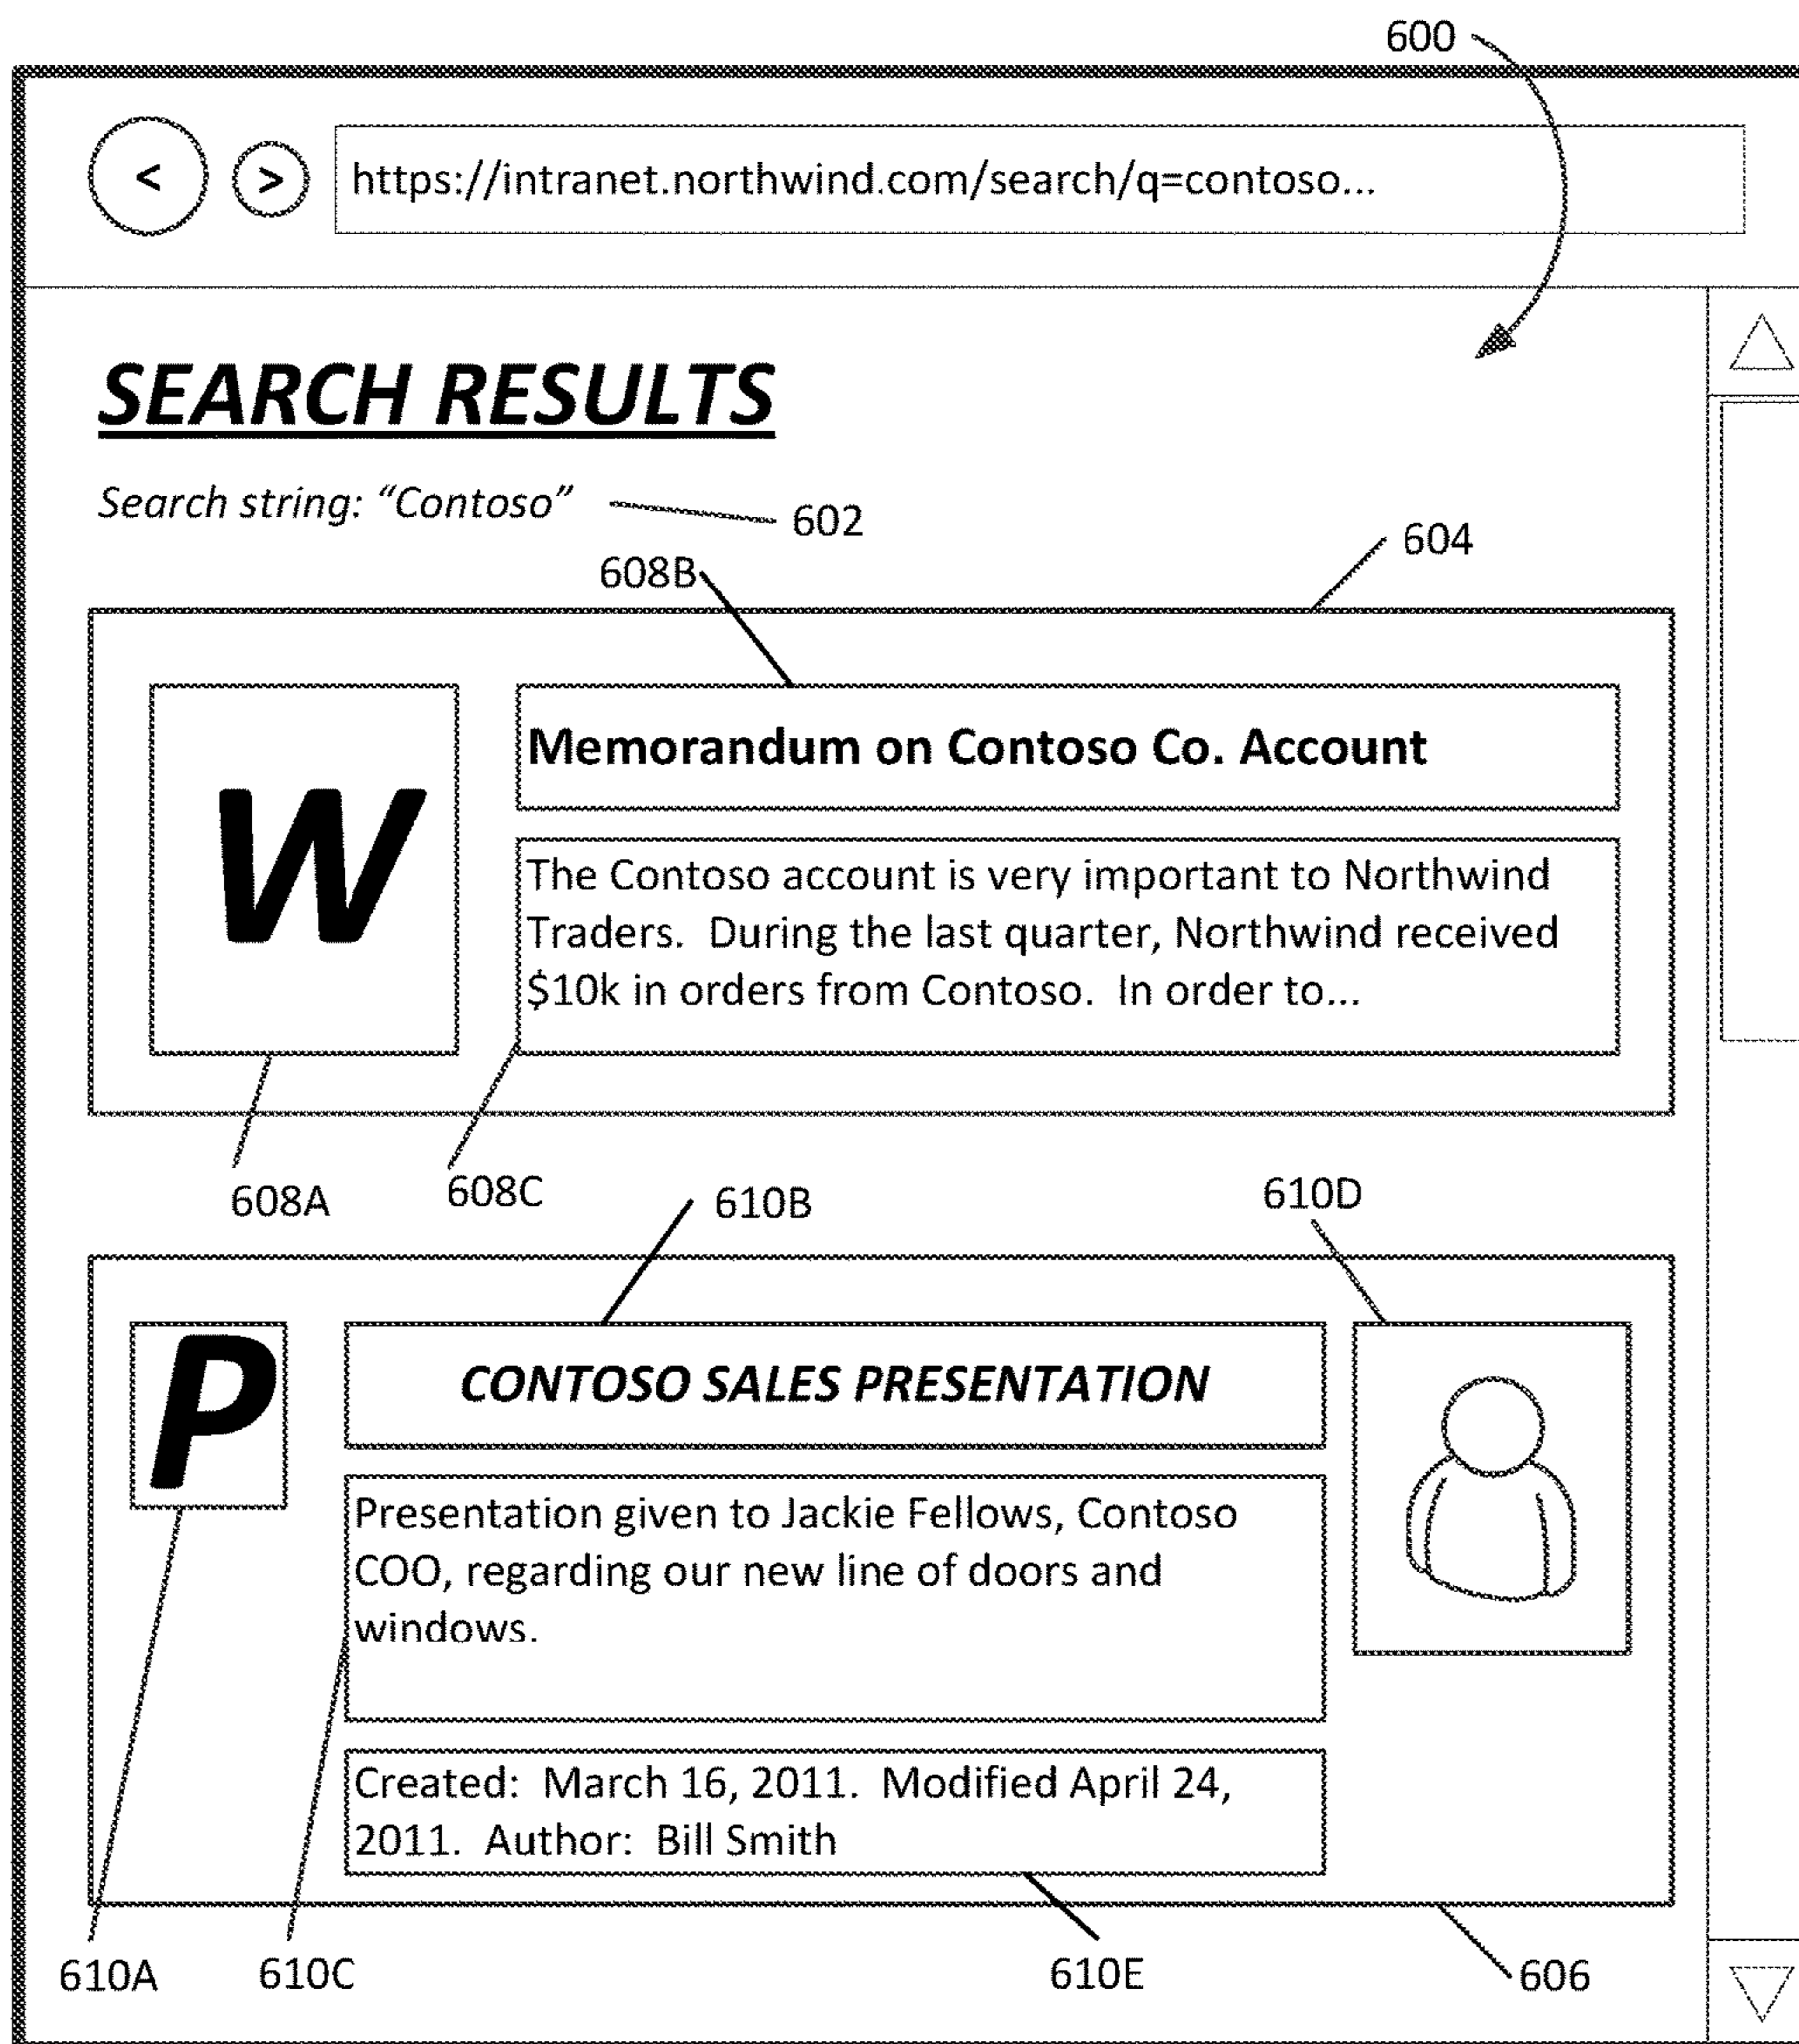 600
< > https://intranet.northwind.com/search/q=contoso...
SEARCH RESULTS
Search string: “Contoso”
602
604
608B
W
Memorandum on Contoso Co. Account
The Contoso account is very important to Northwind
Traders.  During the last quarter, Northwind received
$10k in orders from Contoso.  In order to...
608A
608C
610B
610D
P
CONTOSO SALES PRESENTATION
Presentation given to Jackie Fellows, Contoso
COO, regarding our new line of doors and
windows.
Created:  March 16, 2011.  Modified April 24,
2011.  Author:  Bill Smith
610A
610C
610E
606